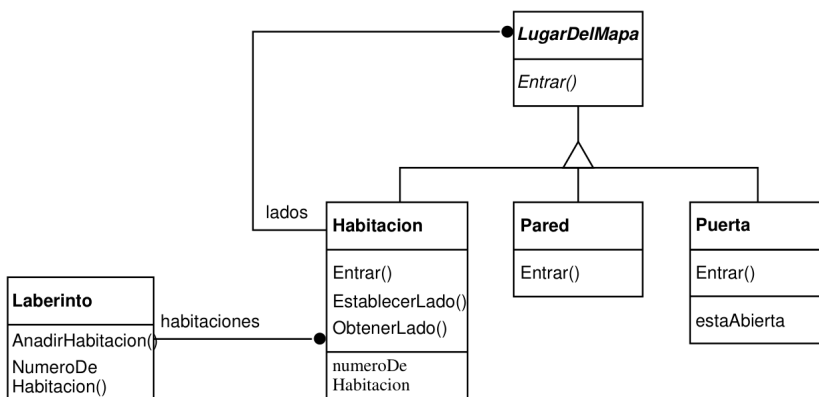 LugarDelMapa
Entrar()
lados
Habitacion
Entrar()
EstablecerLado()
ObtenerLado()
numeroDe
Habitacion
Pared
Entrar()
Puerta
Entrar()
estaAbierta
Laberinto
AnadirHabitacion()
NumeroDe
Habitacion()
habitaciones